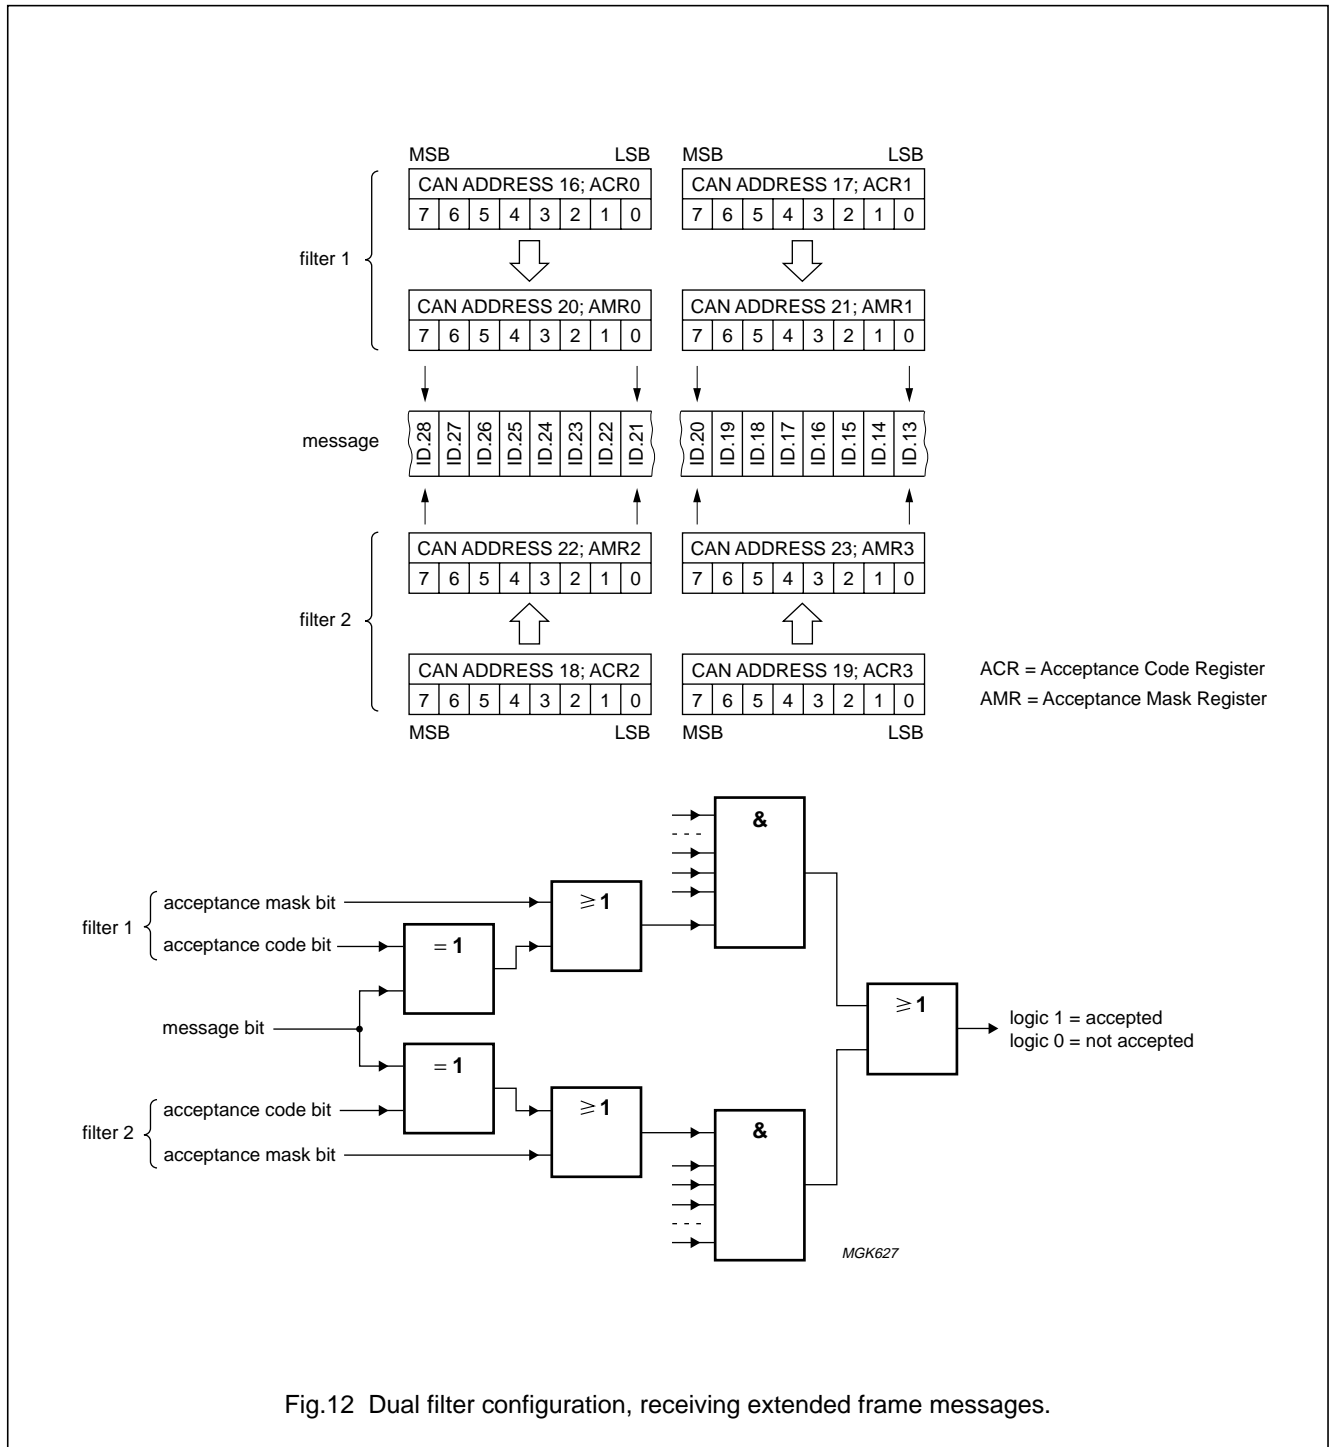 MSB LSB MSB LSB
CAN ADDRESS 16; ACR0 CAN ADDRESS 17; ACR1
7 6 5 4 3 2 1 0 7 6 5 4 3 2 1 0
filter 1
CAN ADDRESS 20; AMR0 CAN ADDRESS 21; AMR1
7 6 5 4 3 2 1 0 7 6 5 4 3 2 1 0
message
ID.28 ID.27 ID.26 ID.25 ID.24 ID.23 ID.22 ID.21 ID.20 ID.19 ID.18 ID.17 ID.16 ID.15 ID.14 ID.13
CAN ADDRESS 22; AMR2 CAN ADDRESS 23; AMR3
7 6 5 4 3 2 1 0 7 6 5 4 3 2 1 0
filter 2
CAN ADDRESS 18; ACR2 CAN ADDRESS 19; ACR3
7 6 5 4 3 2 1 0 7 6 5 4 3 2 1 0
MSB LSB MSB LSB
ACR = Acceptance Code Register
AMR = Acceptance Mask Register
&
filter 1
acceptance mask bit
≥ 1
acceptance code bit
= 1
message bit
≥ 1
logic 1 = accepted
logic 0 = not accepted
= 1
filter 2
acceptance code bit
≥ 1
acceptance mask bit
&
MGK627
Fig.12 Dual filter configuration, receiving extended frame messages.